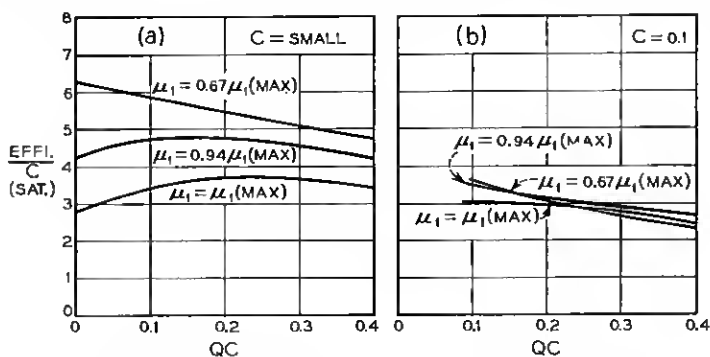 (a)
C = SMALL
μ₁ = 0.67μ₁(MAX)
μ₁ = 0.94μ₁(MAX)
μ₁ = μ₁(MAX)
EFFI.
C
(SAT.)
8
7
6
5
4
3
2
1
0
0
0.1
0.2
0.3
0.4
QC
(b)
C = 0.1
μ₁ = 0.94μ₁(MAX)
μ₁ = 0.67μ₁(MAX)
μ₁ = μ₁(MAX)
0
0.1
0.2
0.3
0.4
QC